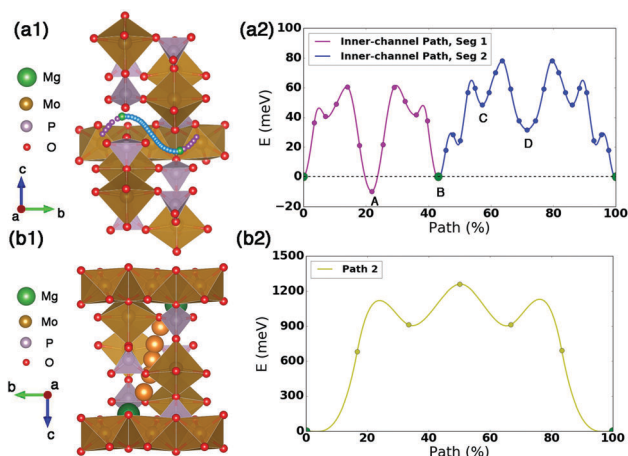 (a1)
Mg
Mo
P
O
c
a
b
(a2)
E (meV)
100
80
60
40
20
0
−20
Inner-channel Path, Seg 1
Inner-channel Path, Seg 2
A
B
C
D
0
20
40
60
80
100
Path (%)
(b1)
Mg
Mo
P
O
b
a
c
(b2)
E (meV)
1500
1200
900
600
300
0
Path 2
0
20
40
60
80
100
Path (%)